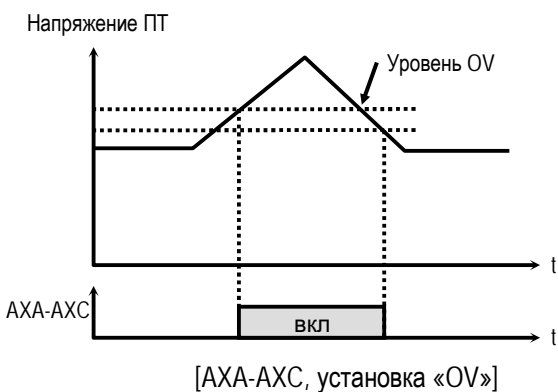 Напряжение ПТ
Уровень OV
t
AXA-AXC
вкл
t
[AXA-AXC, установка «OV»]